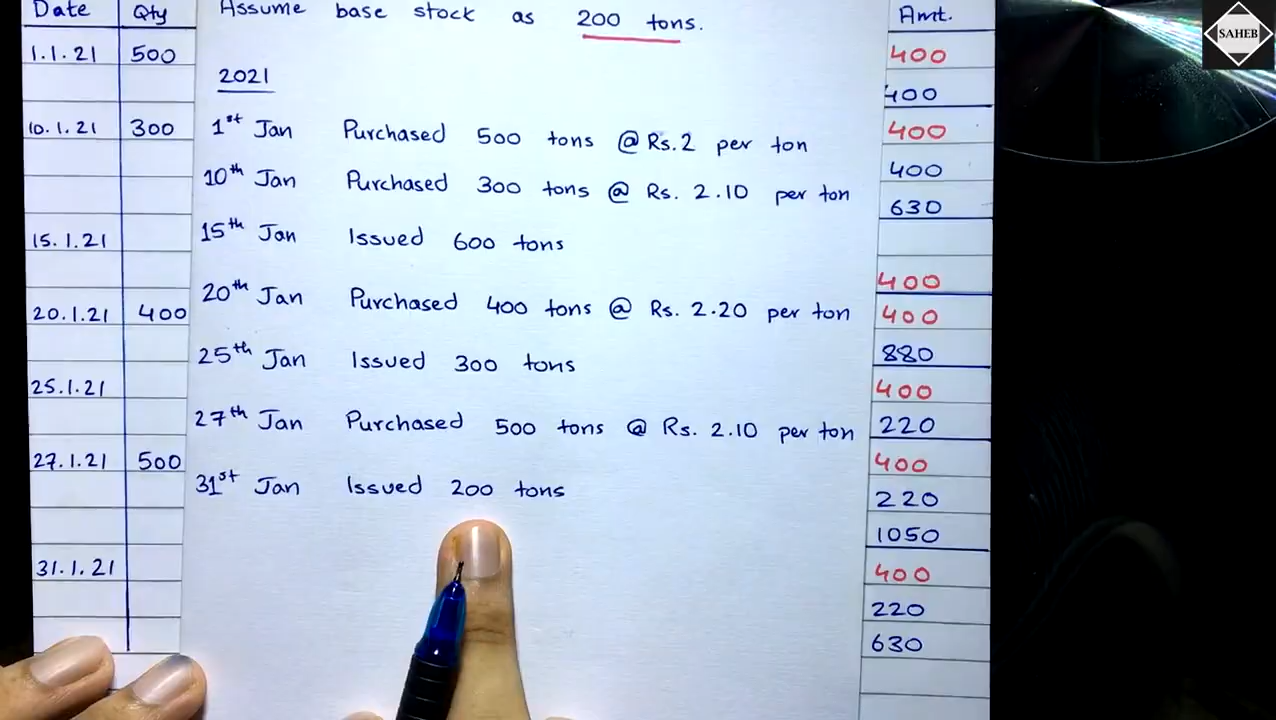 Date Qty Assume base stock as 200 tons. Amt.
SAHEB
1.1.21 500 400
2021
400
10.1.21 300 1st Jan Purchased 500 tons @ Rs.2 per ton 400
400
10th Jan Purchased 300 tons @ Rs. 2.10 per ton 630
15.1.21 15th Jan Issued 600 tons
400
20.1.21 400 20th Jan Purchased 400 tons @ Rs. 2.20 per ton 400
25th Jan Issued 300 tons 880
25.1.21 400
27th Jan Purchased 500 tons @ Rs. 2.10 per ton 220
27.1.21 500 400
31st Jan Issued 200 tons 220
1050
31.1.21 400
220
630